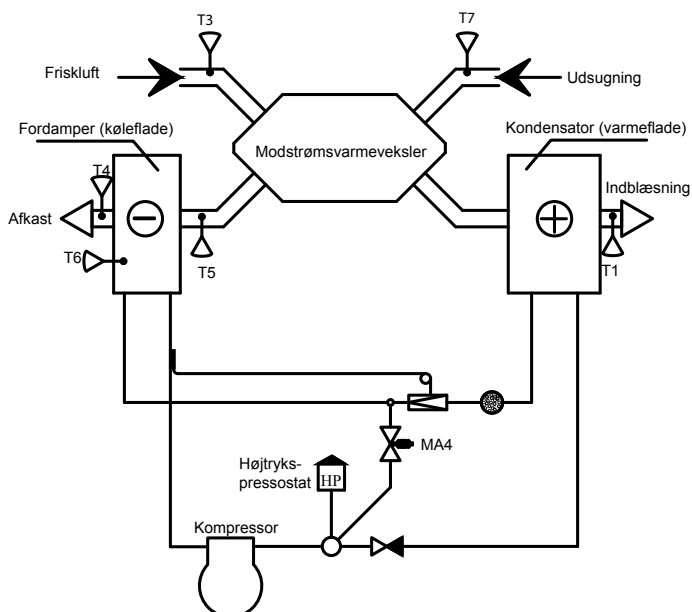 T3
T7
Friskluft
Udsugning
Fordamper (køleflade)
Kondensator (varmeflade)
Modstrømsvarmeveksler
T4
Indblæsning
Afkast
T6
T5
T1
MA4
Højtryks-
pressostat
HP
Kompressor